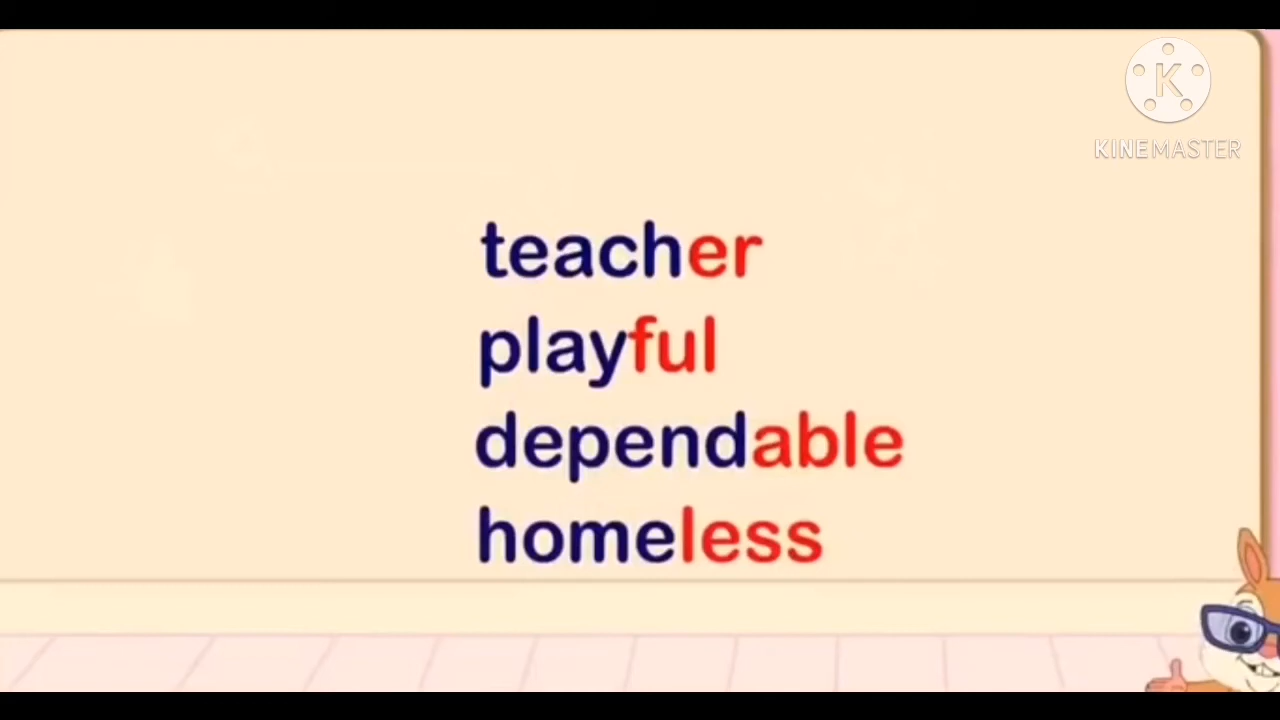 K
KINEMASTER
teacher
playful
dependable
homeless